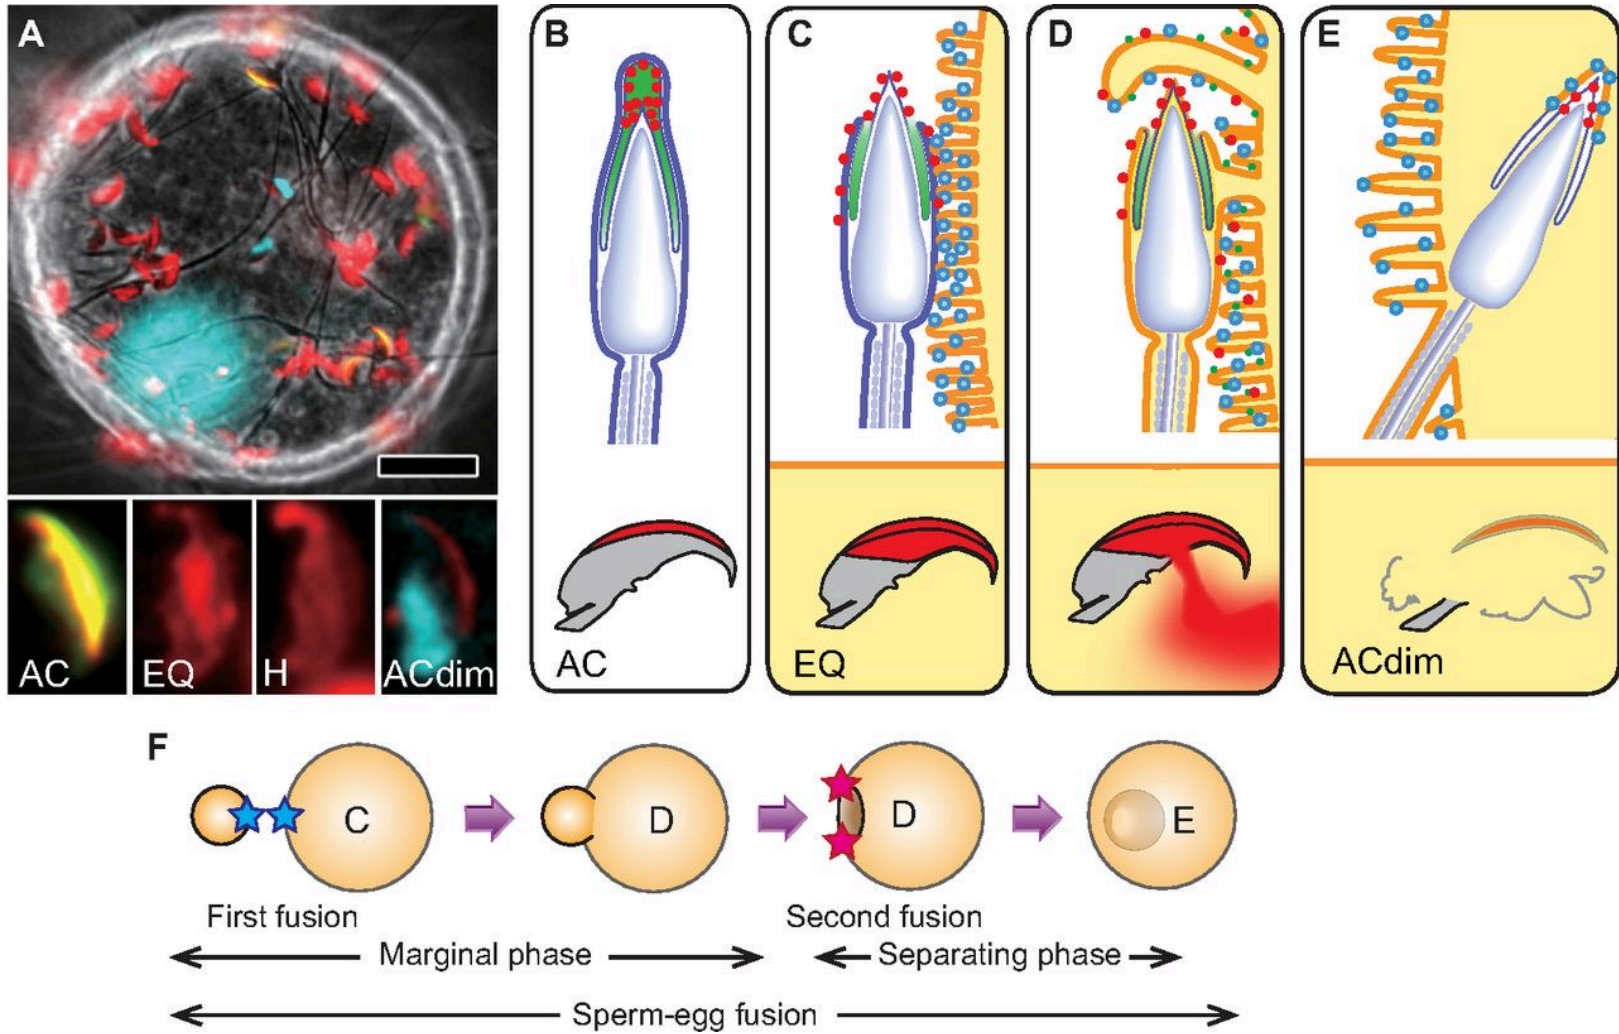 A
B
C
D
E
AC
EQ
H
ACdim
AC
EQ
ACdim
F
C
D
D
E
First fusion
Second fusion
Marginal phase
Separating phase
Sperm-egg fusion